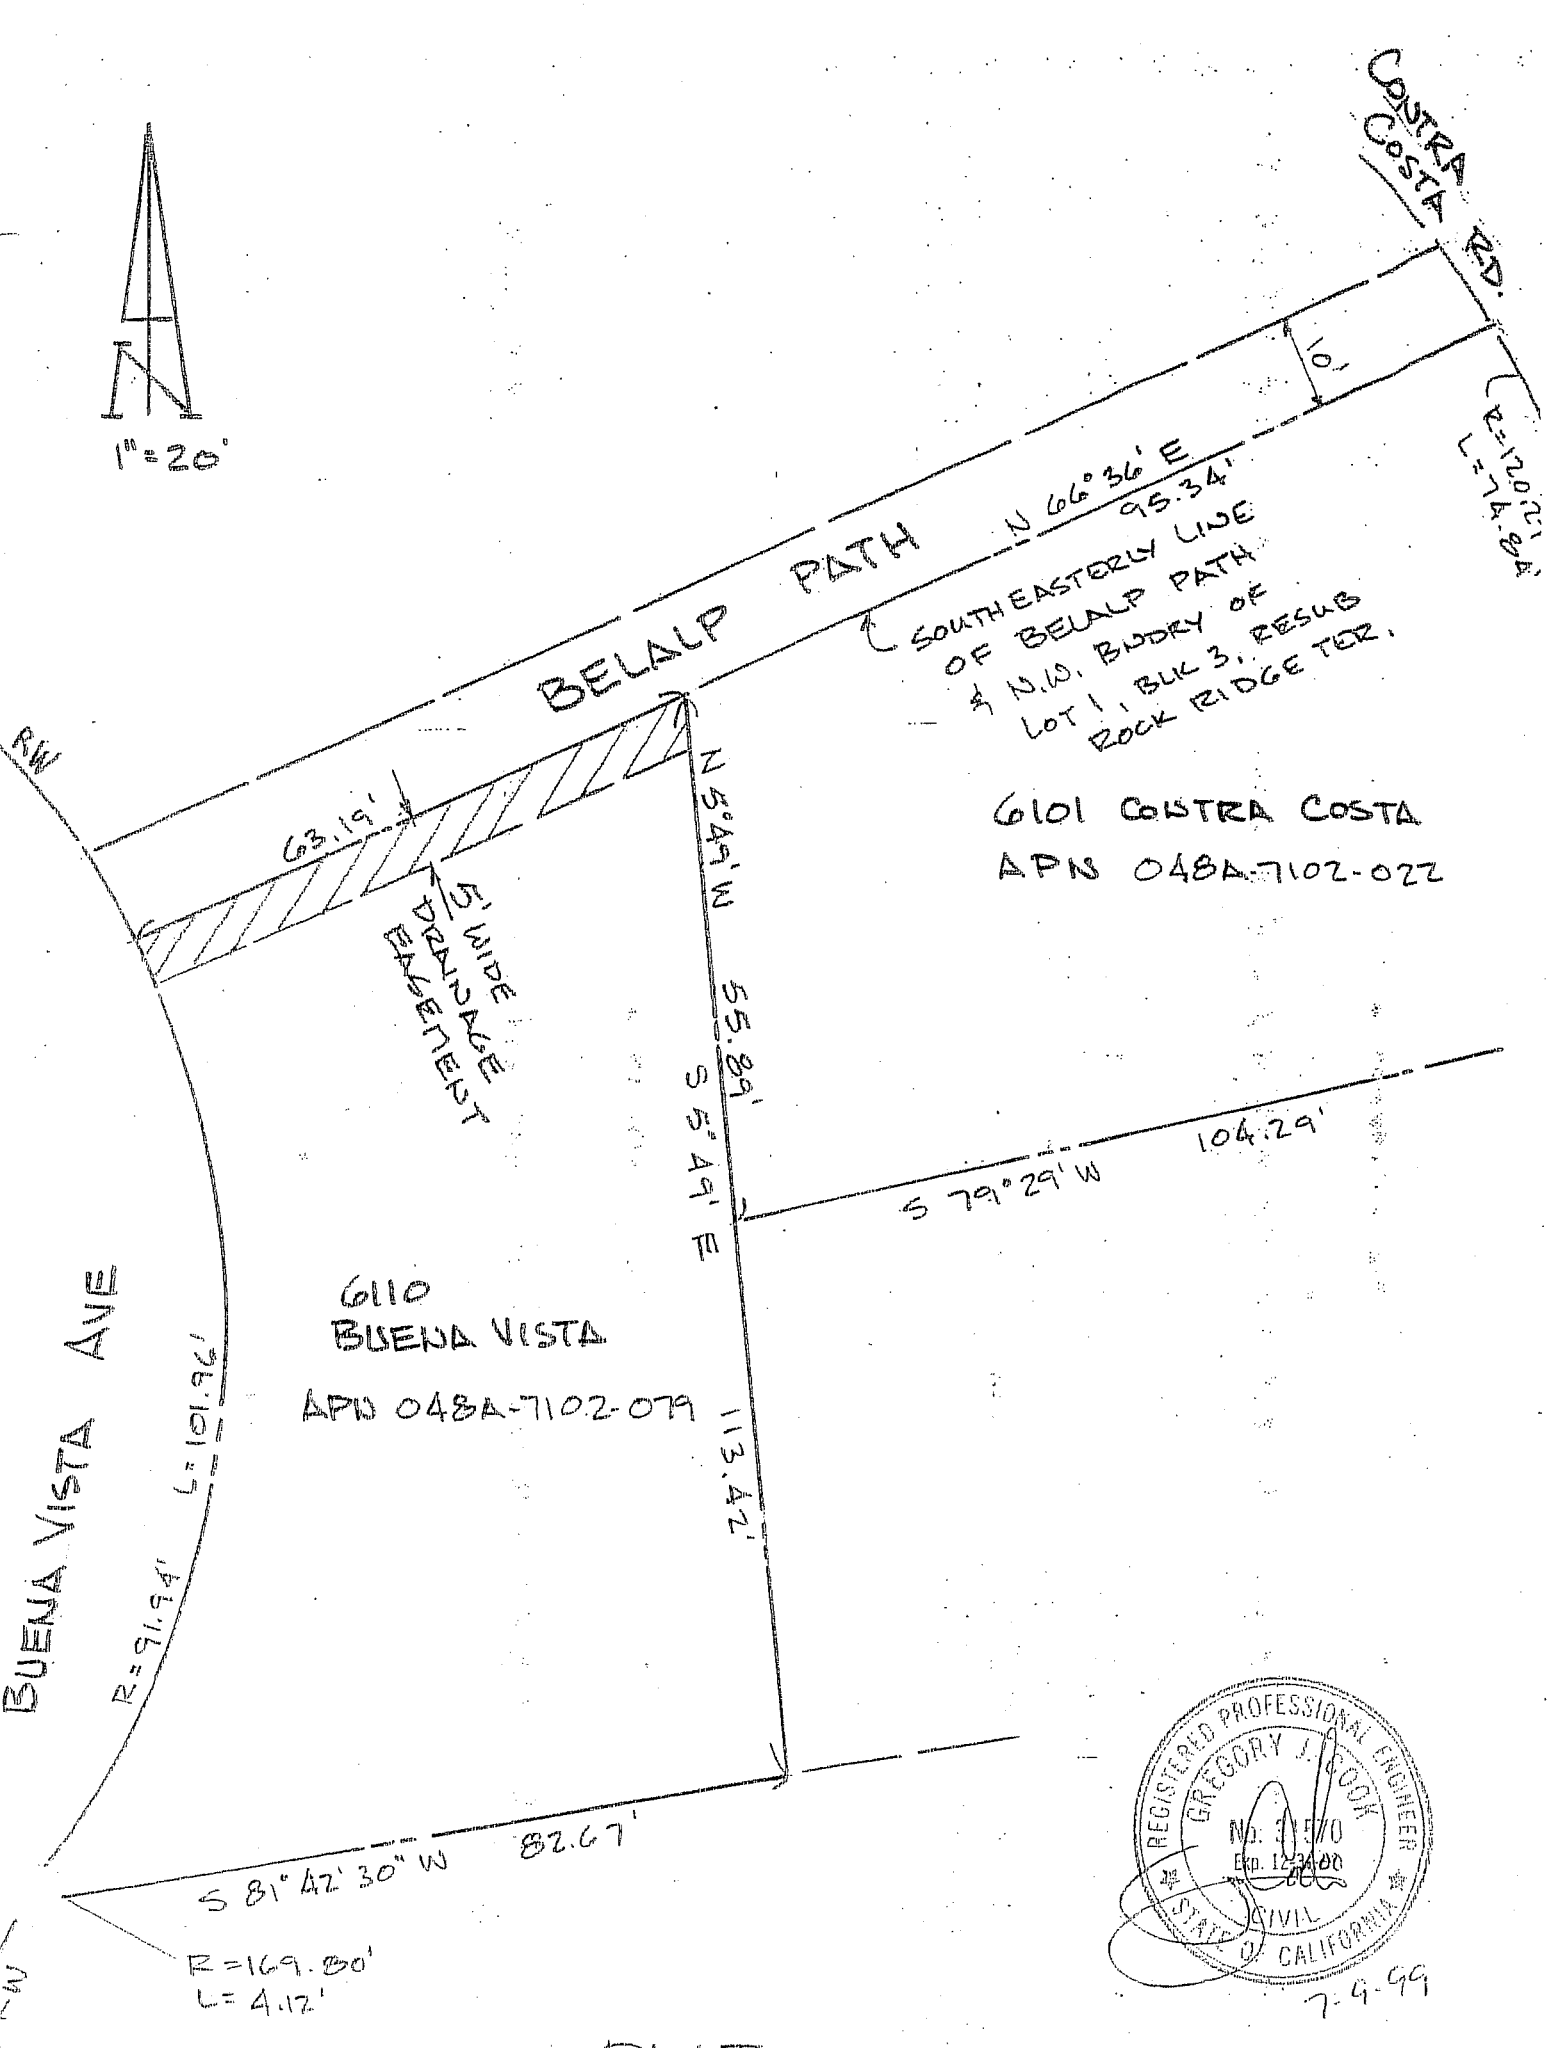 CONTRA
COSTA
RD.
N
1"=20'
10'
R=120.2'
L=74.84'
N 66°36' E
95.34'
BELALP PATH
SOUTHEASTERLY LINE
OF BELALP PATH
& N.W. BNDRY OF
LOT 1, BLK 3, RESUB
ROCK RIDGE TER.
RW
63.19'
N 5°49' W
55.89'
5' WIDE
DRAINAGE
EASEMENT
6101 CONTRA COSTA
APN 048A-7102-022
S 5°49' E
113.42'
104.29'
S 79°29' W
6110
BUENA VISTA
APN 048A-7102-079
BUENA VISTA AVE
L=101.96'
R=91.94'
82.67'
S 81°42'30" W
R=169.80'
L=4.12'
REGISTERED PROFESSIONAL ENGINEER
GREGORY J. COOK
No.
Exp.
CIVIL
STATE OF CALIFORNIA
7-9-99